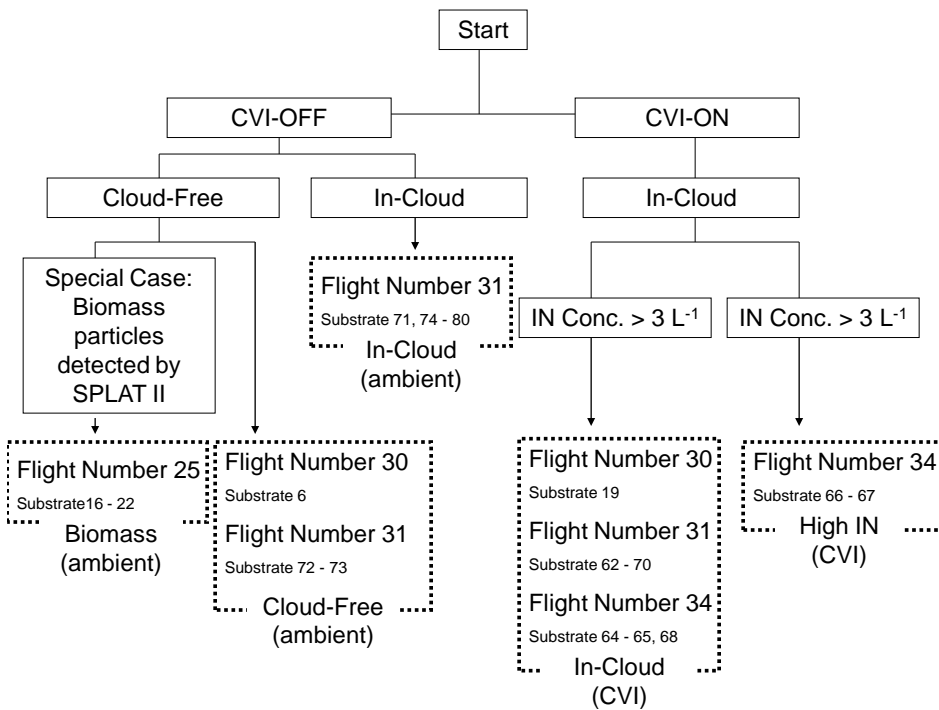 Start
CVI-OFF
CVI-ON
Cloud-Free
In-Cloud
In-Cloud
Special Case:
Biomass
particles
detected by
SPLAT II
Flight Number 31
Substrate 71, 74 - 80
In-Cloud
(ambient)
IN Conc. > 3 L-1
IN Conc. > 3 L-1
Flight Number 25
Substrate16 - 22
Biomass
(ambient)
Flight Number 30
Substrate 6
Flight Number 31
Substrate 72 - 73
Cloud-Free
(ambient)
Flight Number 30
Substrate 19
Flight Number 31
Substrate 62 - 70
Flight Number 34
Substrate 64 - 65, 68
In-Cloud
(CVI)
Flight Number 34
Substrate 66 - 67
High IN
(CVI)